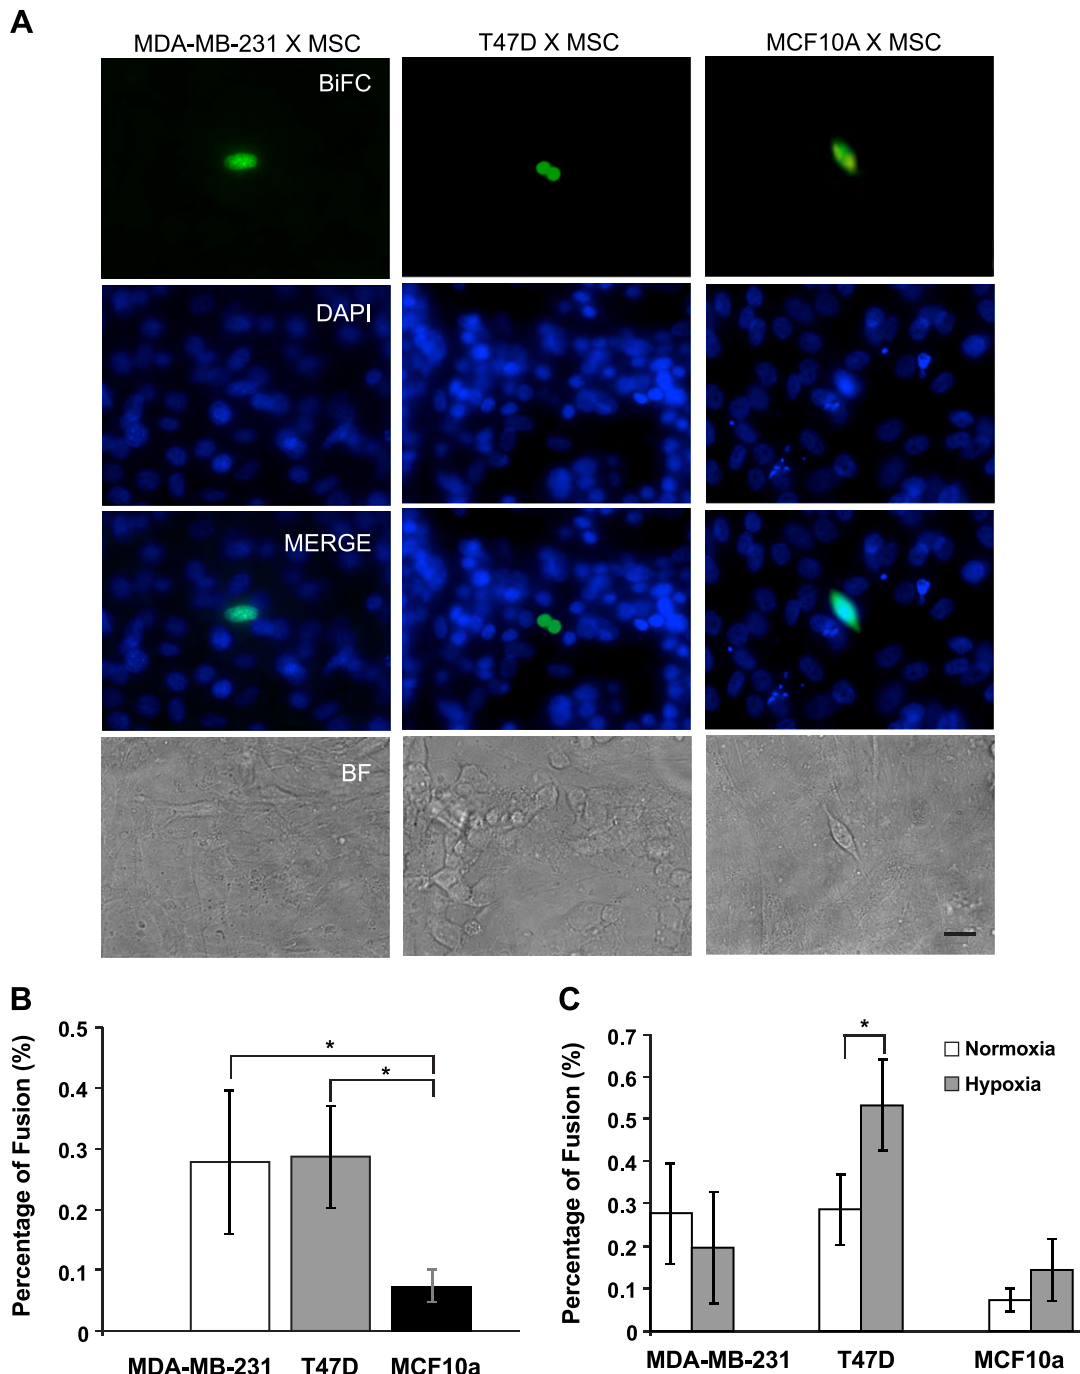 A
MDA-MB-231 X MSC
T47D X MSC
MCF10A X MSC
BiFC
DAPI
MERGE
BF
B
Percentage of Fusion (%)
0.5
0.4
0.3
0.2
0.1
0
*
*
MDA-MB-231
T47D
MCF10a
C
Percentage of Fusion (%)
0.7
0.6
0.5
0.4
0.3
0.2
0.1
0
*
Normoxia
Hypoxia
MDA-MB-231
T47D
MCF10a